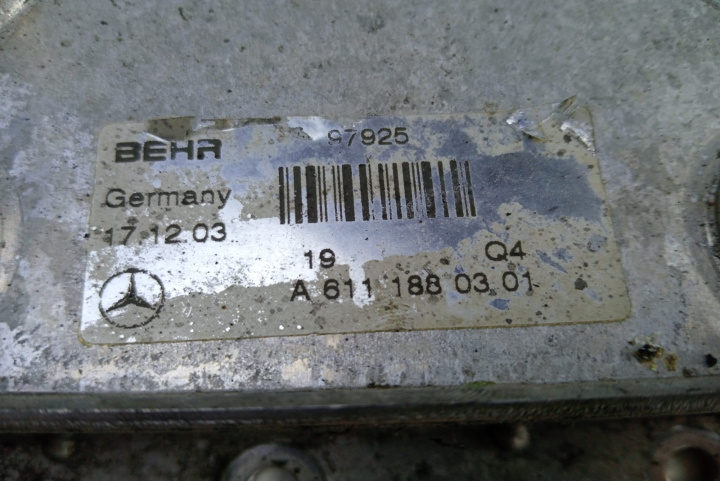 BEHR 97925
Germany
17.12.03
19 Q4
A 611 188 03 01